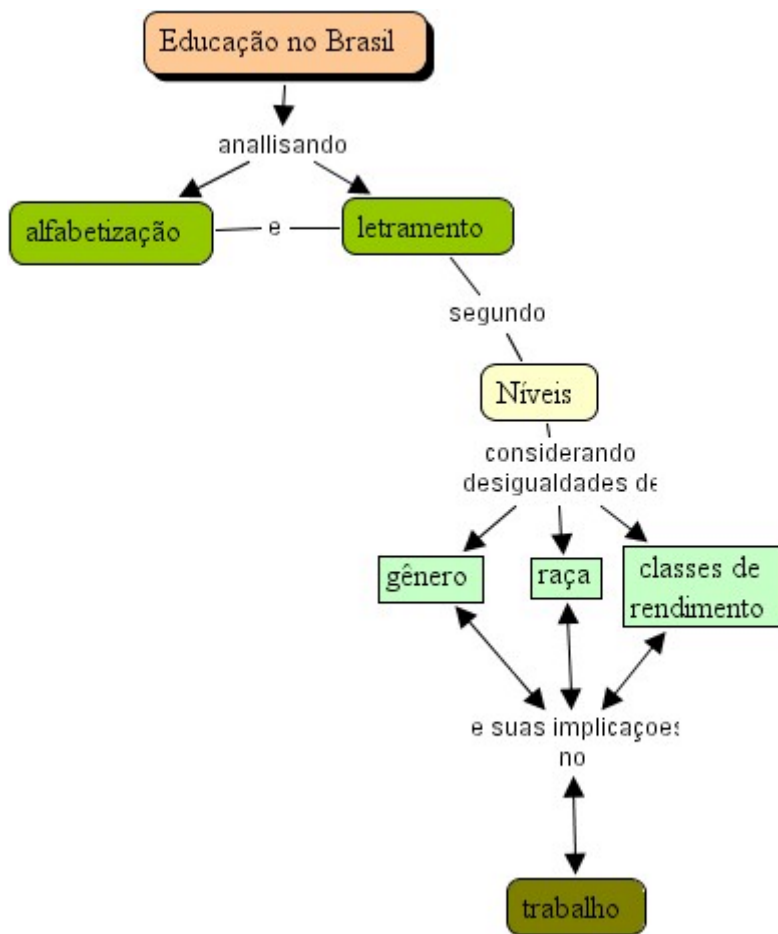 Educação no Brasil
anallisando
alfabetização
e
letramento
segundo
Níveis
considerando
desigualdades de
gênero
raça
classes de
rendimento
e suas implicaçoes
no
trabalho